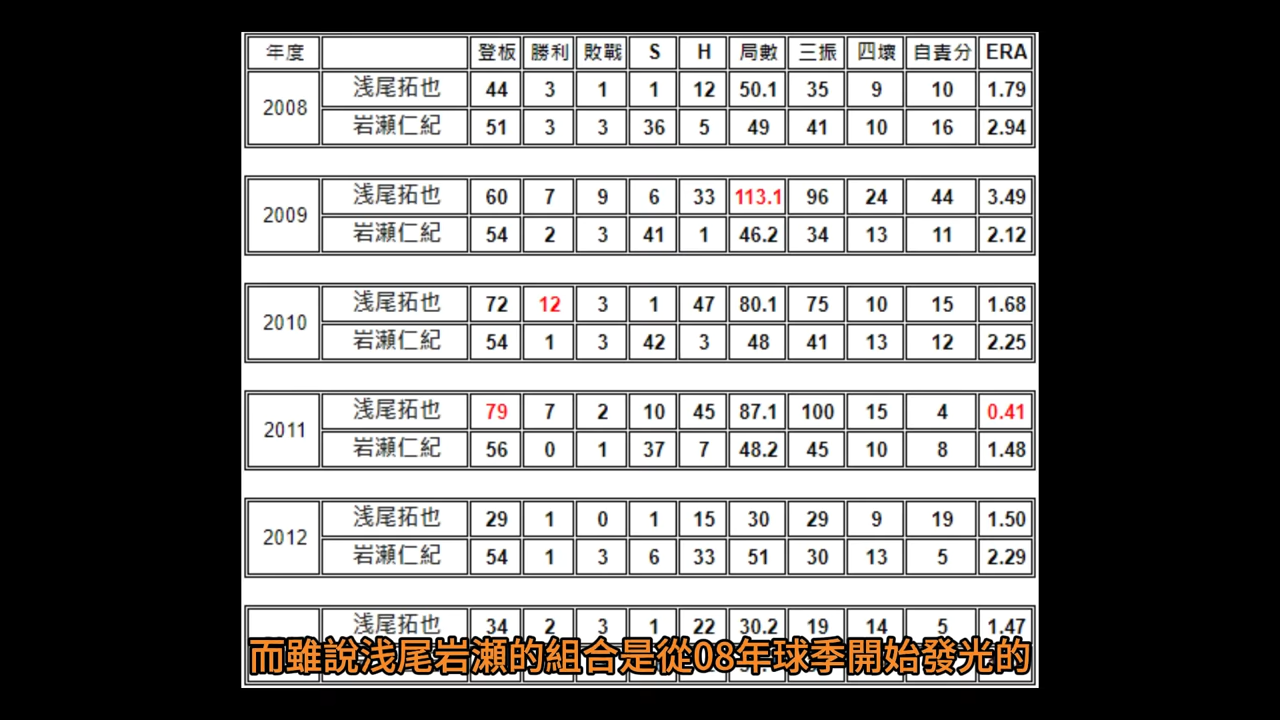 年度 登板 勝利 敗戰 S H 局數 三振 四壞 自責分 ERA
2008 浅尾拓也 44 3 1 1 12 50.1 35 9 10 1.79
岩瀬仁紀 51 3 3 36 5 49 41 10 16 2.94
2009 浅尾拓也 60 7 9 6 33 113.1 96 24 44 3.49
岩瀬仁紀 54 2 3 41 1 46.2 34 13 11 2.12
2010 浅尾拓也 72 12 3 1 47 80.1 75 10 15 1.68
岩瀬仁紀 54 1 3 42 3 48 41 13 12 2.25
2011 浅尾拓也 79 7 2 10 45 87.1 100 15 4 0.41
岩瀬仁紀 56 0 1 37 7 48.2 45 10 8 1.48
2012 浅尾拓也 29 1 0 1 15 30 29 9 19 1.50
岩瀬仁紀 54 1 3 6 33 51 30 13 5 2.29
浅尾拓也 34 2 3 1 22 30.2 19 14 5 1.47
而雖說浅尾岩瀬的組合是從08年球季開始發光的